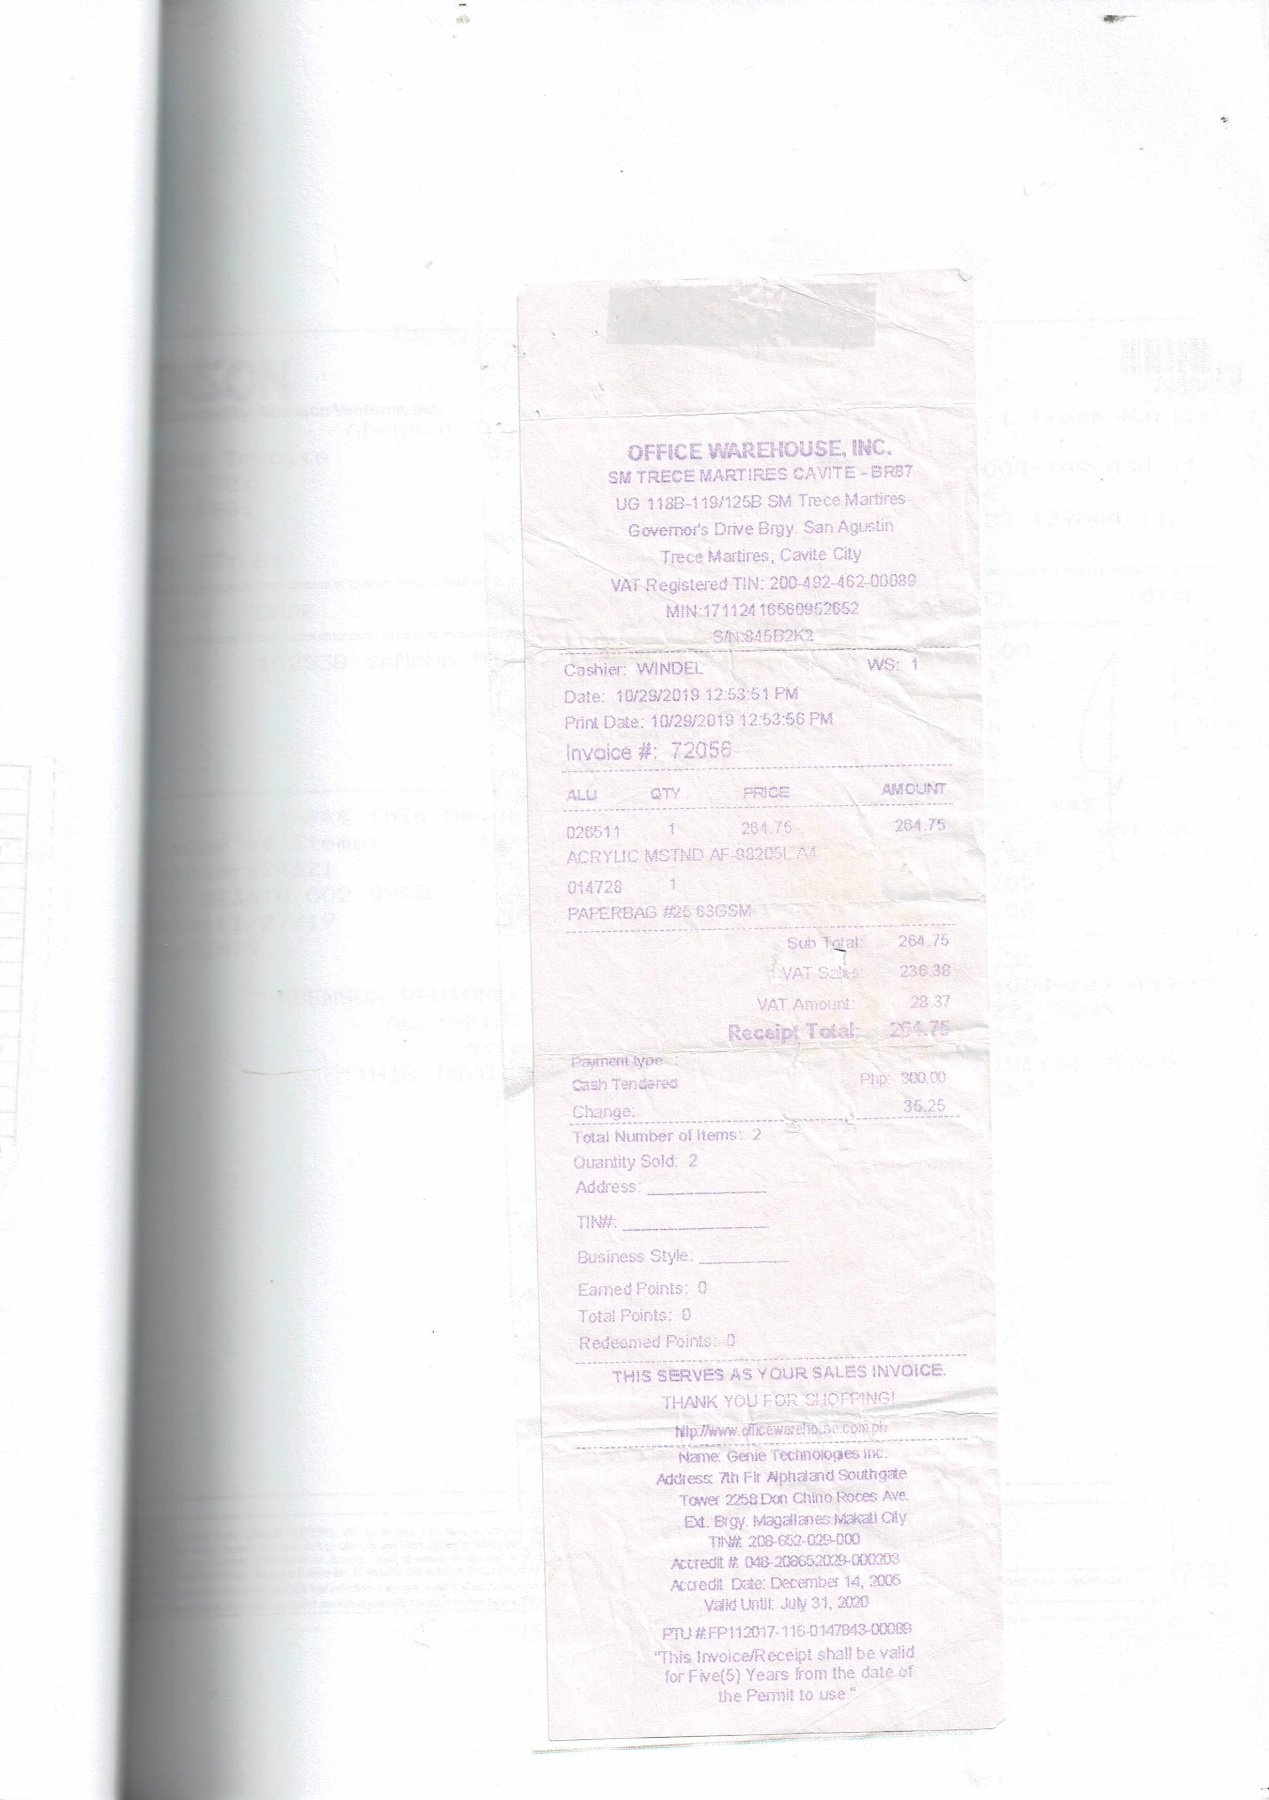 OFFICE WAREHOUSE, INC.
SM TRECE MARTIRES CAVITE - BR87
UG 118B-119/125B SM Trece Martires
Governor's Drive Brgy. San Agustin
Trece Martires, Cavite City
VAT Registered TIN: 200-492-462-00089
MIN:17112416560952652
S/N:845B2K2
Cashier: WINDEL WS: 1
Date: 10/29/2019 12:53:51 PM
Print Date: 10/29/2019 12:53:56 PM
Invoice #: 72056
ALU QTY PRICE AMOUNT
026511 1 264.75 264.75
ACRYLIC MSTND AF-98205L A4
014728 1
PAPERBAG #25 63GSM
Sub Total: 264.75
VAT Sales 236.38
VAT Amount: 28.37
Receipt Total: 264.75
Payment type :
Cash Tendered Php: 300.00
Change: 35.25
Total Number of Items: 2
Quantity Sold: 2
Address:
TIN#:
Business Style:
Earned Points: 0
Total Points: 0
Redeemed Points: 0
THIS SERVES AS YOUR SALES INVOICE.
THANK YOU FOR SHOPPING!
http://www.officewarehouse.com.ph
Name: Genie Technologies Inc.
Address: 7th Flr Alphaland Southgate
Tower 2258 Don Chino Roces Ave.
Ext. Brgy. Magallanes Makati City
TIN#: 208-652-029-000
Accredit #: 048-208652029-000203
Accredit Date: December 14, 2005
Valid Until: July 31, 2020
PTU #:FP112017-116-0147843-00089
"This Invoice/Receipt shall be valid
for Five(5) Years from the date of
the Permit to use."